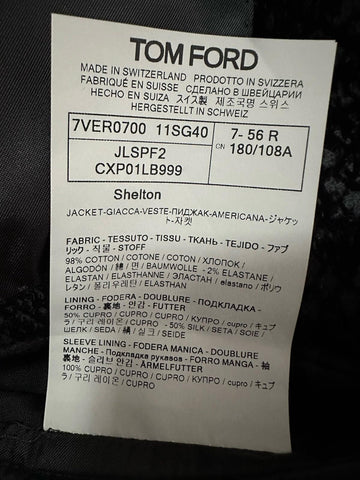 TOM FORD
MADE IN SWITZERLAND PRODOTTO IN SVIZZERA
FABRIQUÉ EN SUISSE СДЕЛАНО В ШВЕЙЦАРИИ
HECHO EN SUIZA スイス製 제조국명 스위스
HERGESTELLT IN SCHWEIZ
7VER0700 11SG40 7- 56 R
JLSPF2 CN 180/108A
CXP01LB999
Shelton
JACKET-GIACCA-VESTE-ПИДЖАК-AMERICANA-ジャケッ
ト-자켓
FABRIC - TESSUTO - TISSU - ТКАНЬ - TEJIDO - ファブ
リック - 직물 - STOFF
98% COTTON / COTONE / COTON / ХЛОПОК /
ALGODÓN / 綿 / 면 / BAUMWOLLE - 2% ELASTANE /
ELASTAN / ELASTHANNE / ЭЛАСТАН / elastano / ポリウ
レタン / 폴리우레탄 / ELASTHAN
LINING - FODERA - DOUBLURE - ПОДКЛАДКА -
FORRO - 裏地 - 안감 - FUTTER
50% CUPRO / CUPRO / CUPRO / КУПРО / cupro / キュプ
ラ / 구리 레이온 / CUPRO - 50% SILK / SETA / SOIE /
ШЕЛК / SEDA / 絹 / 실크 / SEIDE
SLEEVE LINING - FODERA MANICA - DOUBLURE
MANCHE - Подкладка рукавов - FORRO MANGA - 袖
裏地 - 슬리브 안감 - ÄRMELFUTTER
100% CUPRO / CUPRO / CUPRO / КУПРО / cupro / キュプ
ラ / 구리 레이온 / CUPRO